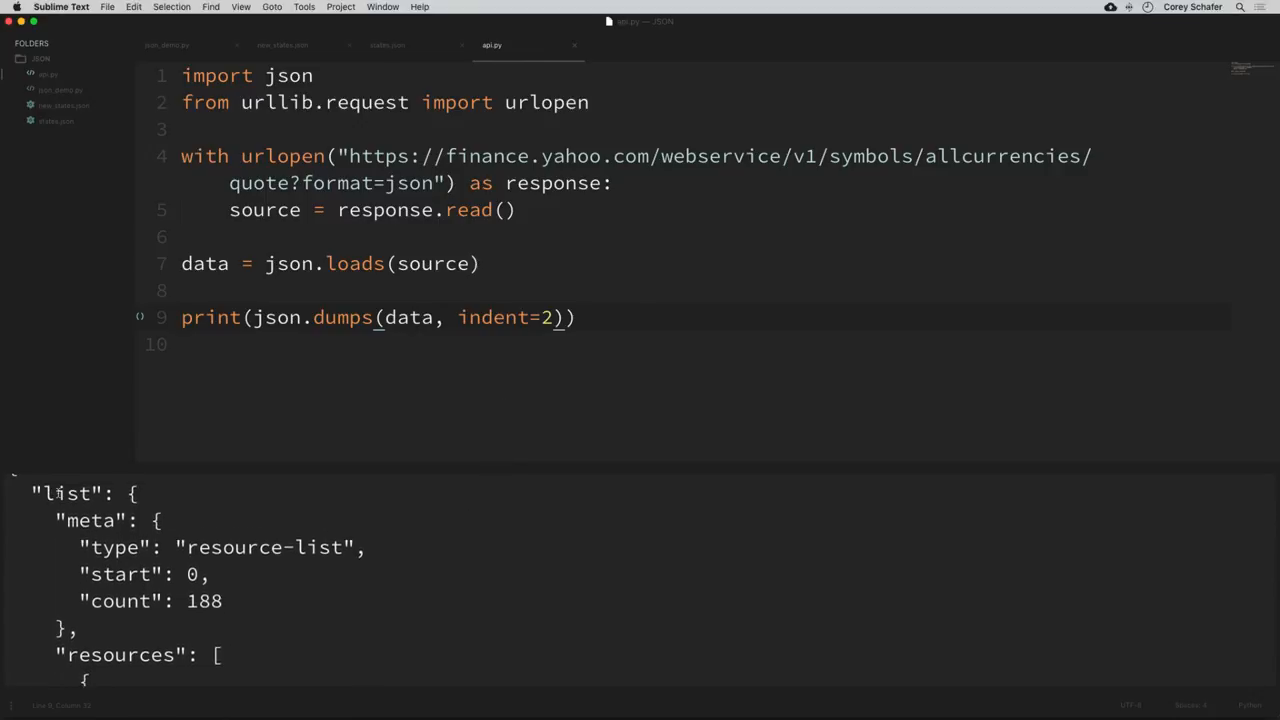 Sublime Text File Edit Selection Find View Goto Tools Project Window Help Corey Schafer
api.py — JSON
FOLDERS
JSON
api.py
json_demo.py
new_states.json
states.json
json_demo.py new_states.json states.json api.py
1 import json
2 from urllib.request import urlopen
3
4 with urlopen("https://finance.yahoo.com/webservice/v1/symbols/allcurrencies/
quote?format=json") as response:
5 source = response.read()
6
7 data = json.loads(source)
8
9 print(json.dumps(data, indent=2))
10
"list": {
"meta": {
"type": "resource-list",
"start": 0,
"count": 188
},
"resources": [
{
Line 9, Column 32 UTF-8 Spaces: 4 Python